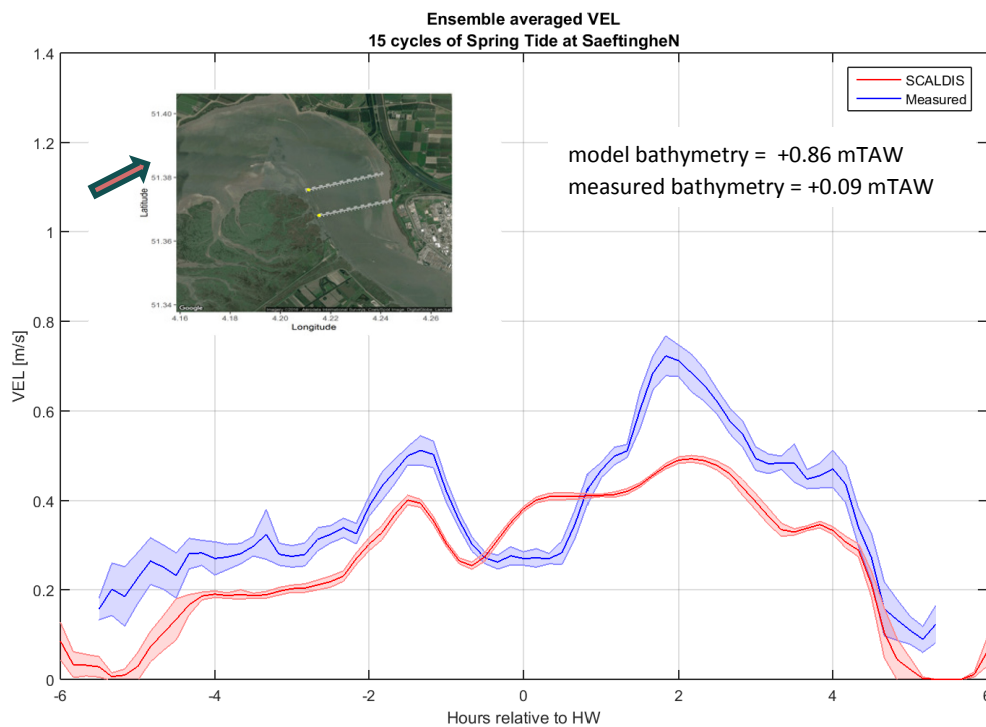 Ensemble averaged VEL
15 cycles of Spring Tide at SaeftingheN
1.4
1.2
1
0.8
0.6
0.4
0.2
0
VEL [m/s]
SCALDIS
Measured
model bathymetry = +0.86 mTAW
measured bathymetry = +0.09 mTAW
51.40
51.38
51.36
51.34
Latitude
Google
4.16 4.18 4.20 4.22 4.24 4.26
Longitude
-6 -4 -2 0 2 4 6
Hours relative to HW